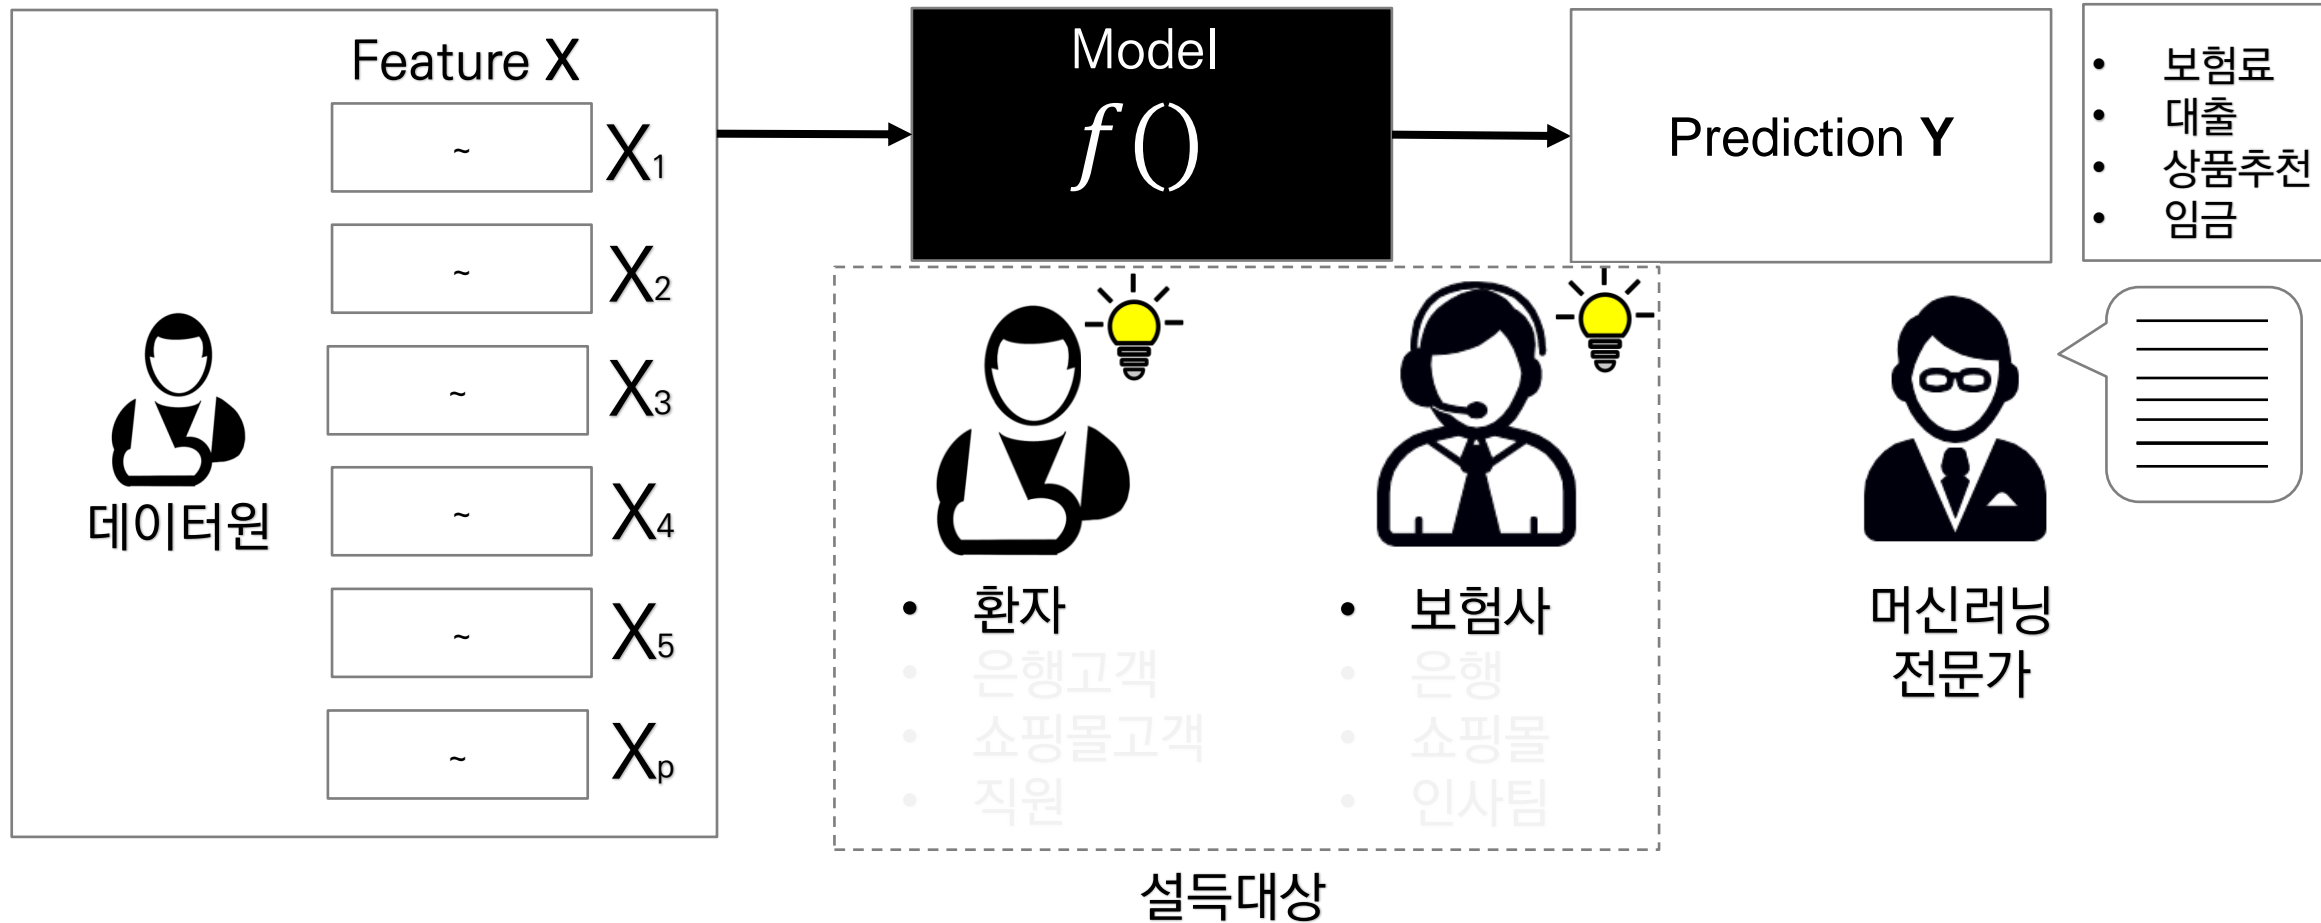 Feature X
~ X1
~ X2
~ X3
~ X4
~ X5
~ Xp
데이터원
Model
f ()
Prediction Y
• 보험료
• 대출
• 상품추천
• 임금
• 환자
• 은행고객
• 쇼핑몰고객
• 직원
• 보험사
• 은행
• 쇼핑몰
• 인사팀
설득대상
머신러닝
전문가